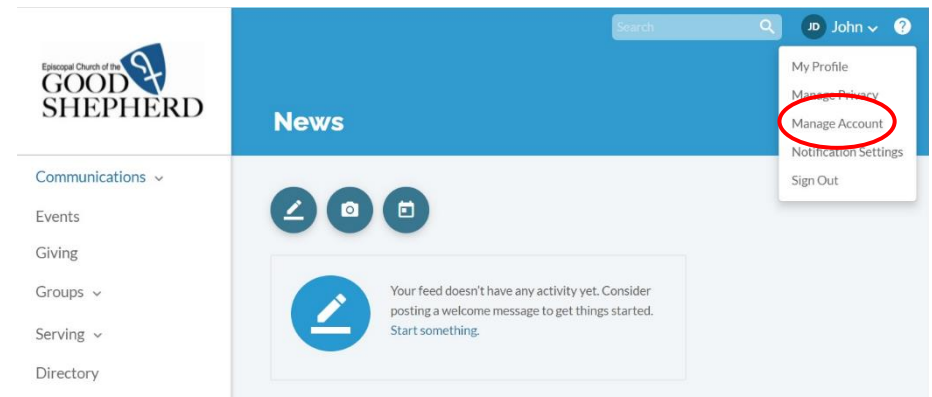 Search
JD John
?
Episcopal Church of the
GOOD
SHEPHERD
News
My Profile
Manage Privacy
Manage Account
Notification Settings
Sign Out
Communications
Events
Giving
Groups
Serving
Directory
Your feed doesn't have any activity yet. Consider
posting a welcome message to get things started.
Start something.